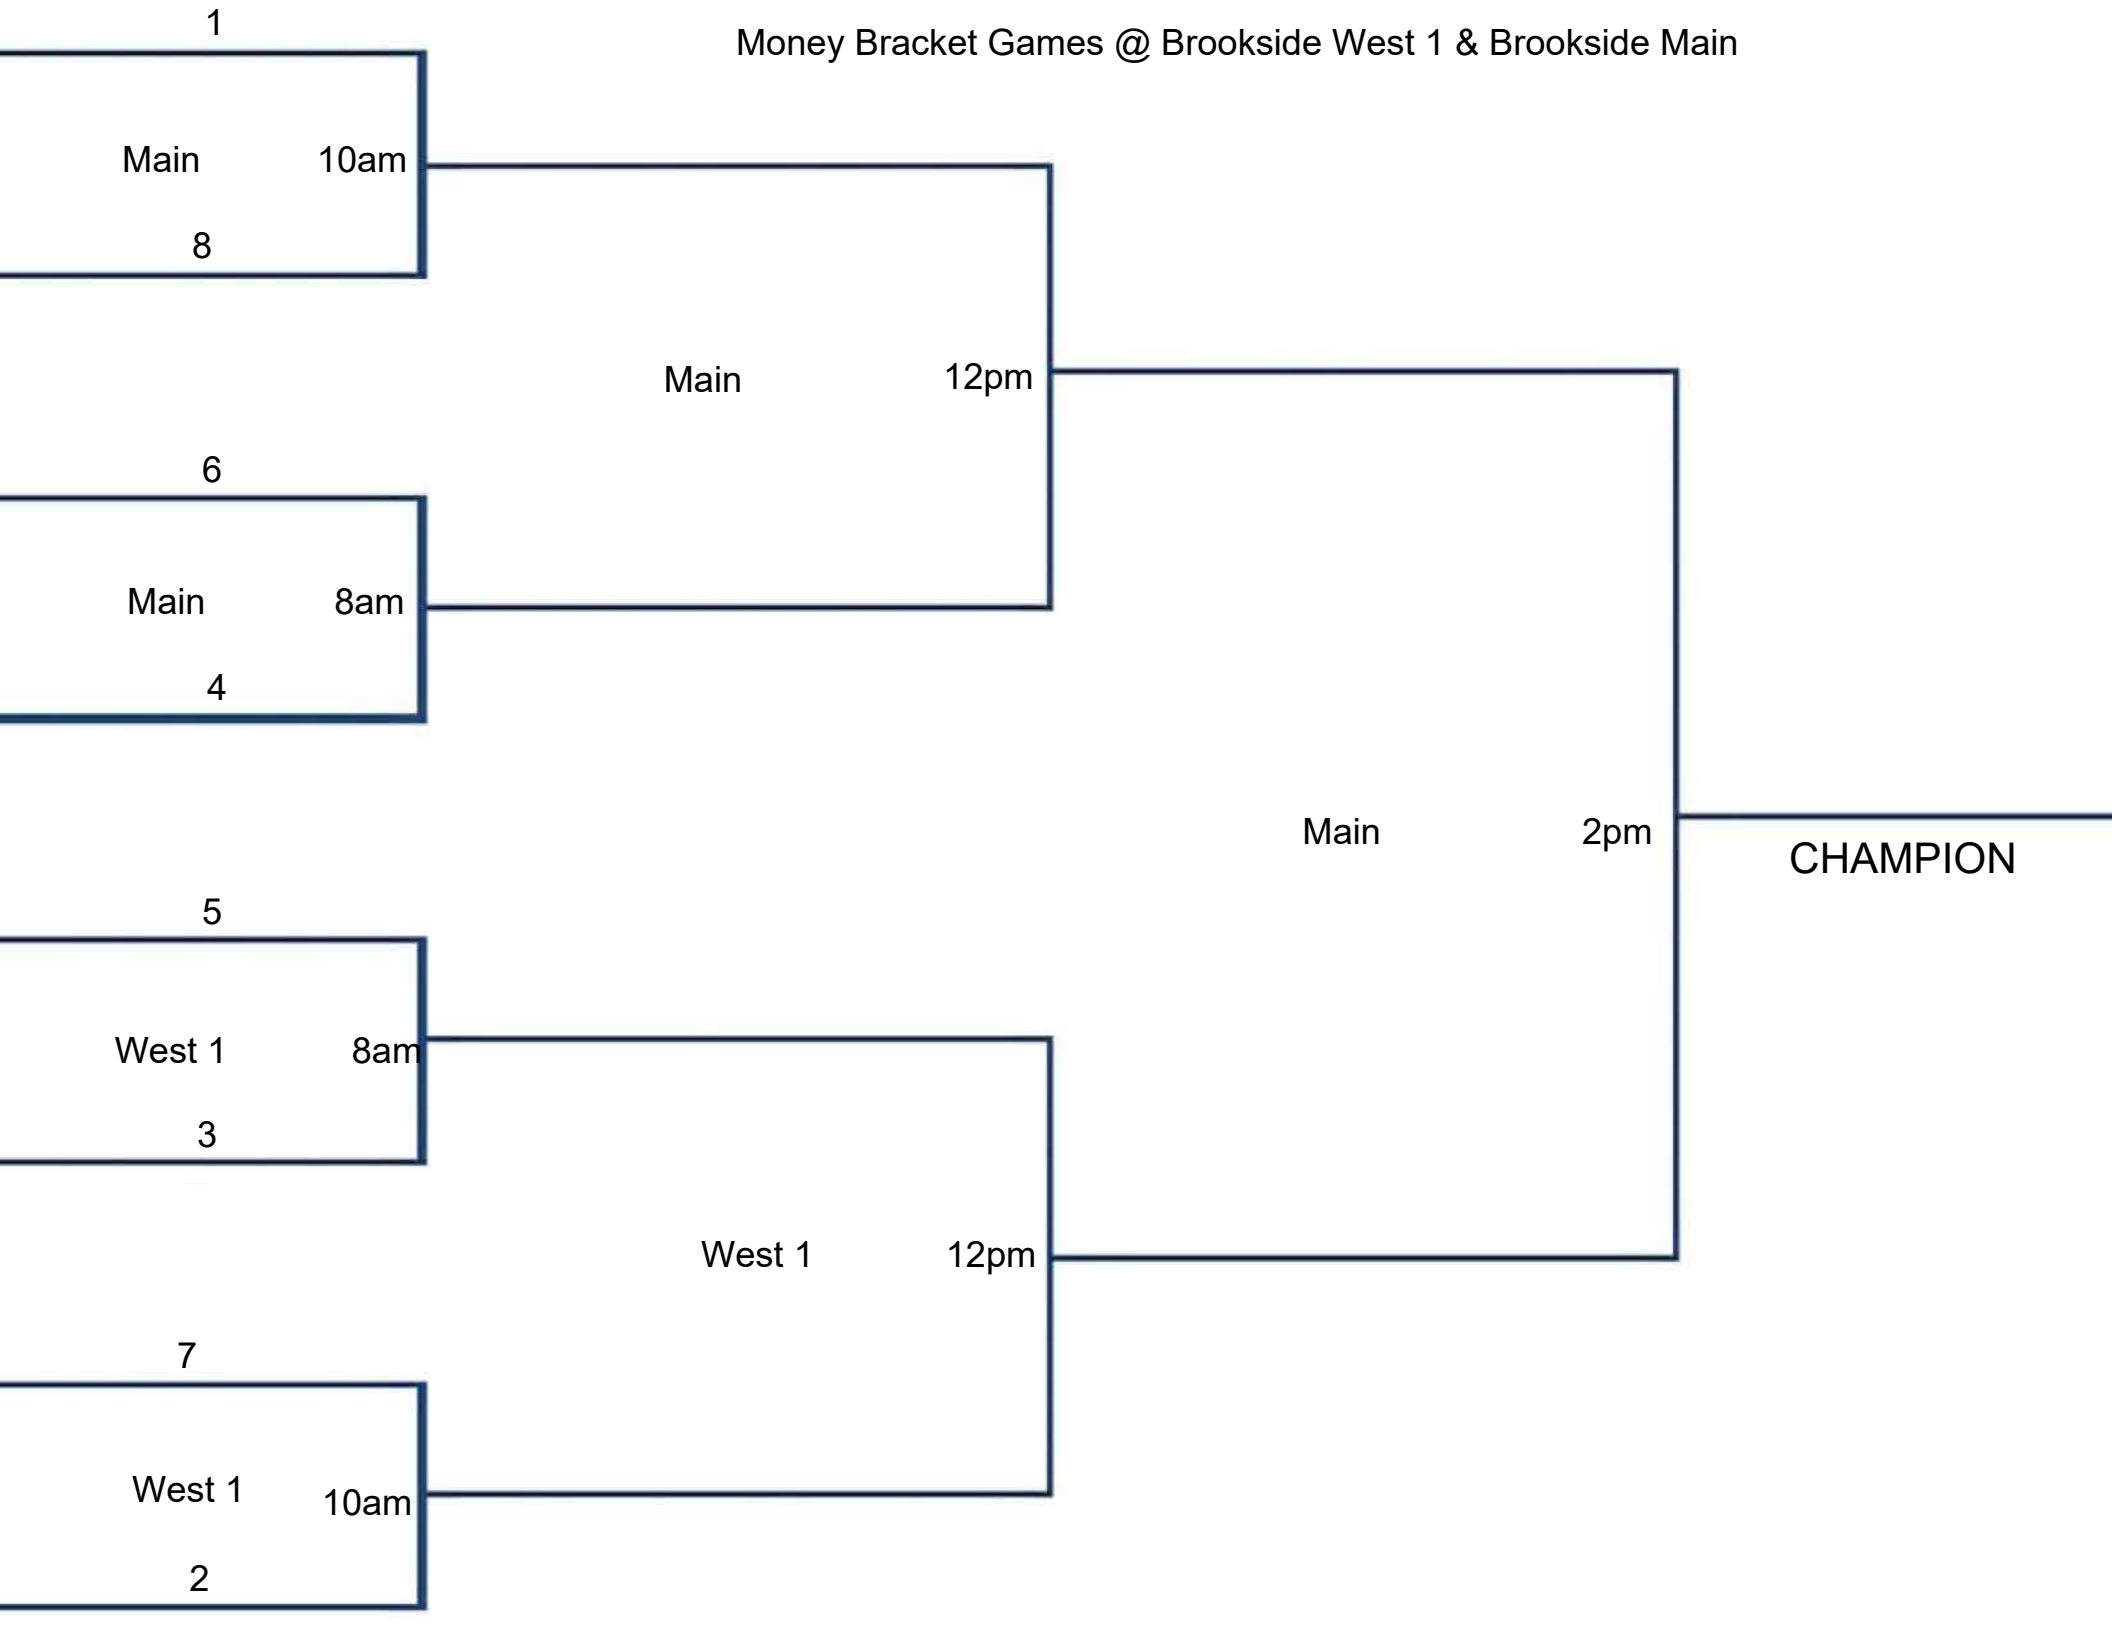 1
Money Bracket Games @ Brookside West 1 & Brookside Main
Main 10am
8
Main 12pm
6
Main 8am
4
Main 2pm
CHAMPION
5
West 1 8am
3
West 1 12pm
7
West 1 10am
2